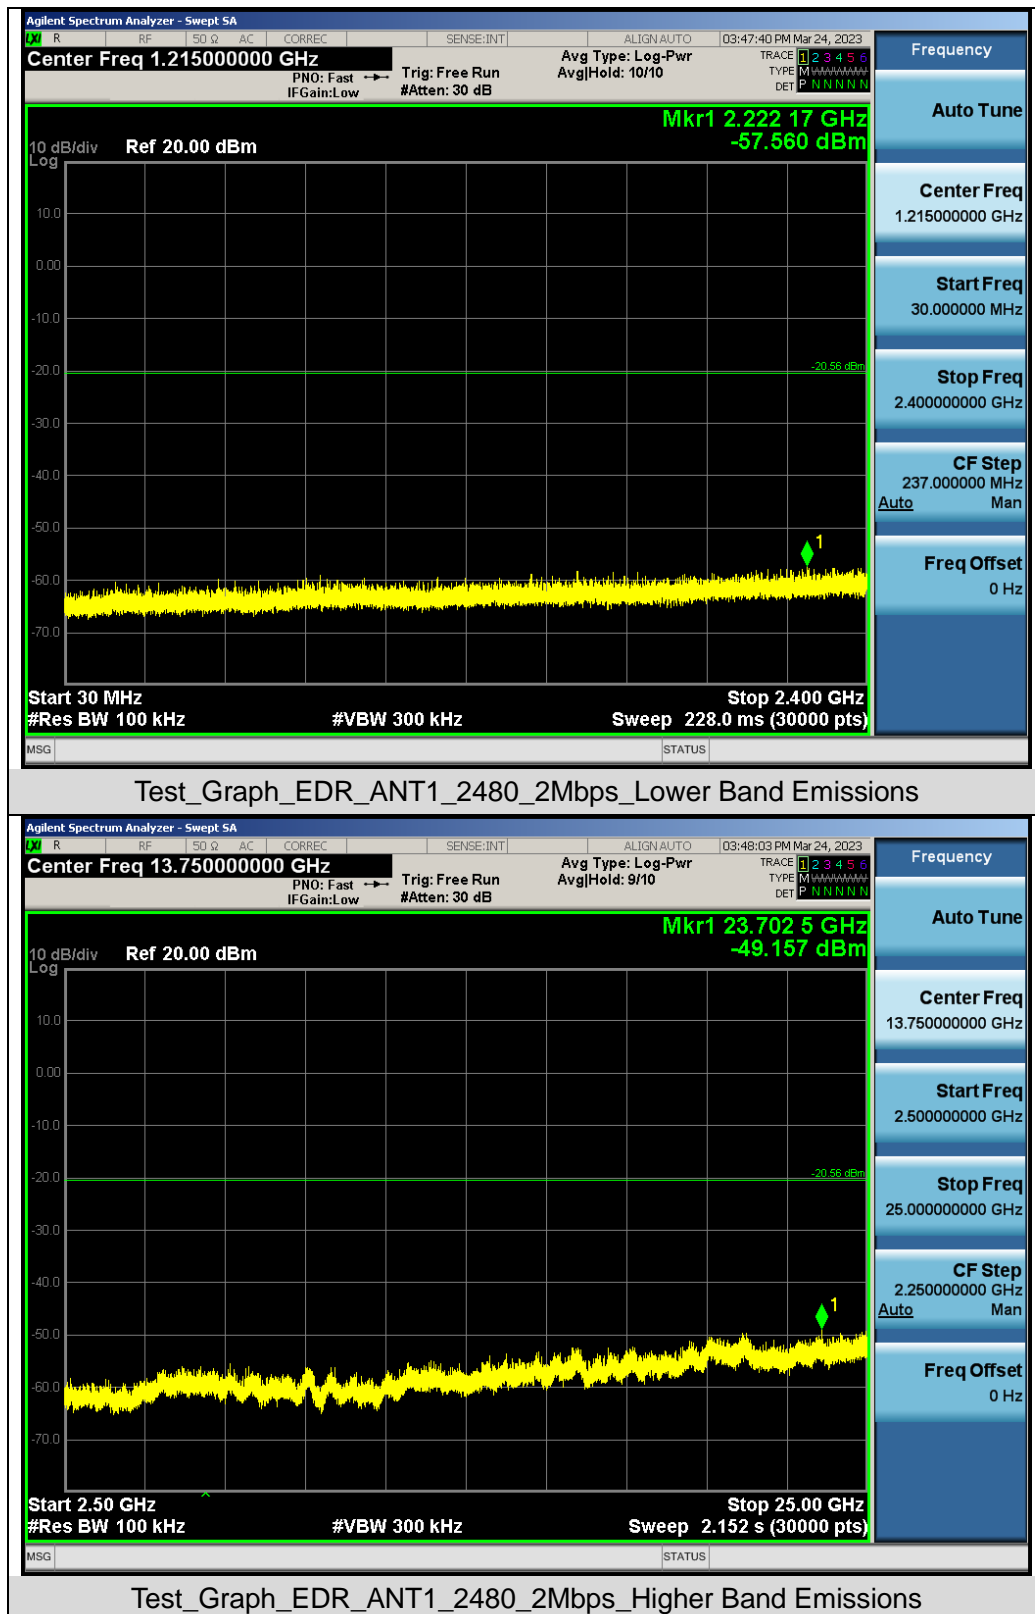 Agilent Spectrum Analyzer - Swept SA
LXI R RF 50 Ω AC CORREC SENSE:INT ALIGN AUTO 03:47:40 PM Mar 24, 2023
Center Freq 1.215000000 GHz
PNO: Fast
IFGain:Low
Trig: Free Run
#Atten: 30 dB
Avg Type: Log-Pwr
Avg|Hold: 10/10
TRACE 1 2 3 4 5 6
TYPE M
DET P N N N N N
Frequency
Mkr1 2.222 17 GHz
-57.560 dBm
10 dB/div Ref 20.00 dBm
Log
10.0
0.00
-10.0
-20.0
-20.56 dBm
-30.0
-40.0
-50.0
1
-60.0
-70.0
Start 30 MHz Stop 2.400 GHz
#Res BW 100 kHz #VBW 300 kHz Sweep 228.0 ms (30000 pts)
MSG STATUS
Auto Tune
Center Freq
1.215000000 GHz
Start Freq
30.000000 MHz
Stop Freq
2.400000000 GHz
CF Step
237.000000 MHz
Auto Man
Freq Offset
0 Hz
Test_Graph_EDR_ANT1_2480_2Mbps_Lower Band Emissions
Agilent Spectrum Analyzer - Swept SA
LXI R RF 50 Ω AC CORREC SENSE:INT ALIGN AUTO 03:48:03 PM Mar 24, 2023
Center Freq 13.750000000 GHz
PNO: Fast
IFGain:Low
Trig: Free Run
#Atten: 30 dB
Avg Type: Log-Pwr
Avg|Hold: 9/10
TRACE 1 2 3 4 5 6
TYPE M
DET P N N N N N
Frequency
Mkr1 23.702 5 GHz
-49.157 dBm
10 dB/div Ref 20.00 dBm
Log
10.0
0.00
-10.0
-20.0
-20.56 dBm
-30.0
-40.0
1
-50.0
-60.0
-70.0
Start 2.50 GHz Stop 25.00 GHz
#Res BW 100 kHz #VBW 300 kHz Sweep 2.152 s (30000 pts)
MSG STATUS
Auto Tune
Center Freq
13.750000000 GHz
Start Freq
2.500000000 GHz
Stop Freq
25.000000000 GHz
CF Step
2.250000000 GHz
Auto Man
Freq Offset
0 Hz
Test_Graph_EDR_ANT1_2480_2Mbps_Higher Band Emissions